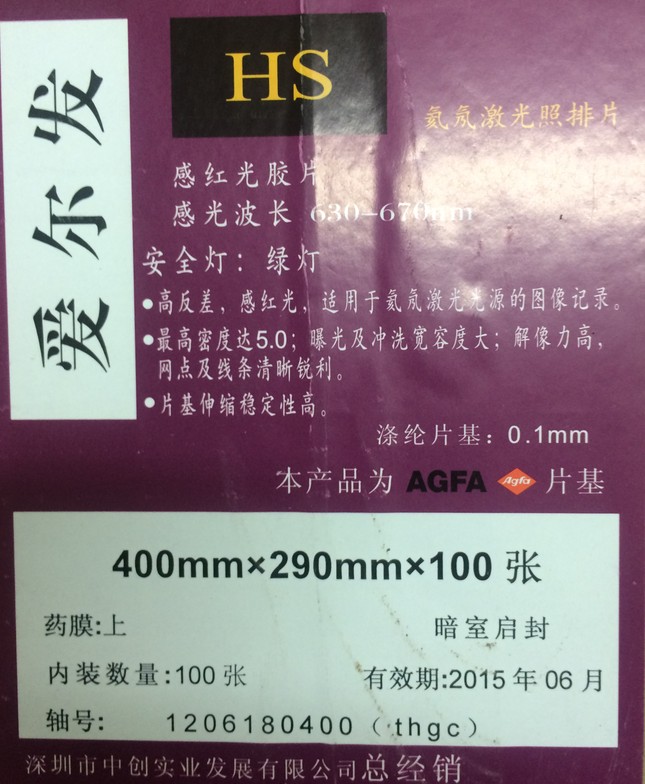 爱尔发
HS
氦氖激光照排片
感红光胶片
感光波长 630-670nm
安全灯：绿灯
●高反差，感红光，适用于氦氖激光光源的图像记录。
●最高密度达5.0；曝光及冲洗宽容度大；解像力高，
网点及线条清晰锐利。
●片基伸缩稳定性高。
涤纶片基：0.1mm
本产品为 AGFA Agfa 片基
400mm×290mm×100 张
药膜:上 暗室启封
内装数量:100 张 有效期:2015 年 06 月
轴号: 1206180400（thgc）
深圳市中创实业发展有限公司总经销